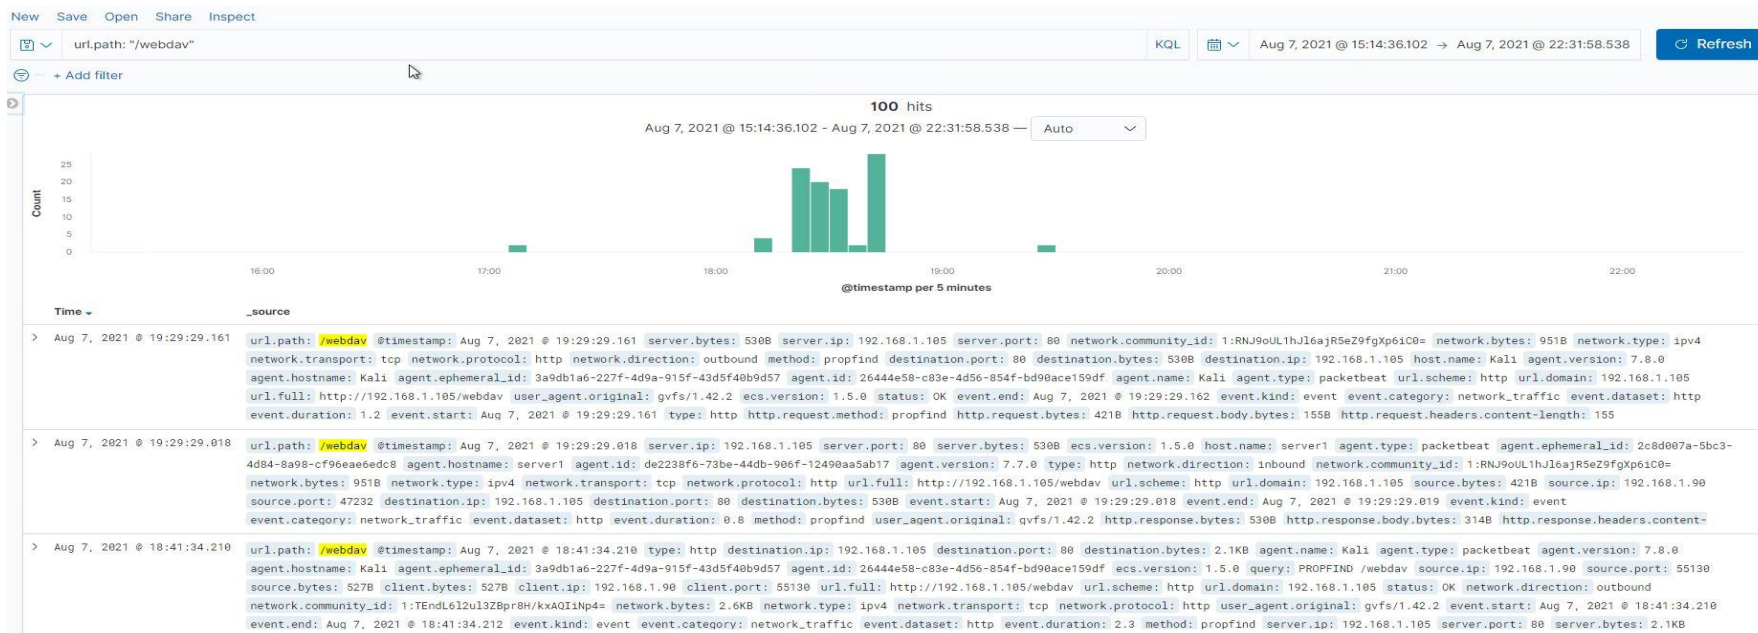 New Save Open Share Inspect
url.path: "/webdav" KQL Aug 7, 2021 @ 15:14:36.102 → Aug 7, 2021 @ 22:31:58.538 Refresh
+ Add filter
100 hits
Aug 7, 2021 @ 15:14:36.102 - Aug 7, 2021 @ 22:31:58.538 — Auto
25
20
15
10
5
0
Count
16:00 17:00 18:00 19:00 20:00 21:00 22:00
@timestamp per 5 minutes
Time _source
Aug 7, 2021 @ 19:29:29.161 url.path: /webdav @timestamp: Aug 7, 2021 @ 19:29:29.161 server.bytes: 530B server.ip: 192.168.1.105 server.port: 80 network.community_id: 1:RNJ9oUL1hJl6ajR5eZ9fgXp6iC0= network.bytes: 951B network.type: ipv4
network.transport: tcp network.protocol: http network.direction: outbound method: propfind destination.port: 80 destination.bytes: 530B destination.ip: 192.168.1.105 host.name: Kali agent.version: 7.8.0
agent.hostname: Kali agent.ephemeral_id: 3a9db1a6-227f-4d9a-915f-43d5f40b9d57 agent.id: 26444e58-c83e-4d56-854f-bd90ace159df agent.name: Kali agent.type: packetbeat url.scheme: http url.domain: 192.168.1.105
url.full: http://192.168.1.105/webdav user_agent.original: gvfs/1.42.2 ecs.version: 1.5.0 status: OK event.end: Aug 7, 2021 @ 19:29:29.162 event.kind: event event.category: network_traffic event.dataset: http
event.duration: 1.2 event.start: Aug 7, 2021 @ 19:29:29.161 type: http http.request.method: propfind http.request.bytes: 421B http.request.body.bytes: 155B http.request.headers.content-length: 155
Aug 7, 2021 @ 19:29:29.018 url.path: /webdav @timestamp: Aug 7, 2021 @ 19:29:29.018 server.ip: 192.168.1.105 server.port: 80 server.bytes: 530B ecs.version: 1.5.0 host.name: server1 agent.type: packetbeat agent.ephemeral_id: 2c8d007a-5bc3-
4d84-8a98-cf96eae6edc8 agent.hostname: server1 agent.id: de2238f6-73be-44db-906f-12490aa5ab17 agent.version: 7.7.0 type: http network.direction: inbound network.community_id: 1:RNJ9oUL1hJl6ajR5eZ9fgXp6iC0=
network.bytes: 951B network.type: ipv4 network.transport: tcp network.protocol: http url.full: http://192.168.1.105/webdav url.scheme: http url.domain: 192.168.1.105 source.bytes: 421B source.ip: 192.168.1.90
source.port: 47232 destination.ip: 192.168.1.105 destination.port: 80 destination.bytes: 530B event.start: Aug 7, 2021 @ 19:29:29.018 event.end: Aug 7, 2021 @ 19:29:29.019 event.kind: event
event.category: network_traffic event.dataset: http event.duration: 0.8 method: propfind user_agent.original: gvfs/1.42.2 http.response.bytes: 530B http.response.body.bytes: 314B http.response.headers.content-
Aug 7, 2021 @ 18:41:34.210 url.path: /webdav @timestamp: Aug 7, 2021 @ 18:41:34.210 type: http destination.ip: 192.168.1.105 destination.port: 80 destination.bytes: 2.1KB agent.name: Kali agent.type: packetbeat agent.version: 7.8.0
agent.hostname: Kali agent.ephemeral_id: 3a9db1a6-227f-4d9a-915f-43d5f40b9d57 agent.id: 26444e58-c83e-4d56-854f-bd90ace159df ecs.version: 1.5.0 query: PROPFIND /webdav source.ip: 192.168.1.90 source.port: 55130
source.bytes: 527B client.bytes: 527B client.ip: 192.168.1.90 client.port: 55130 url.full: http://192.168.1.105/webdav url.scheme: http url.domain: 192.168.1.105 status: OK network.direction: outbound
network.community_id: 1:TEndL6l2ul3ZBpr8H/kxAQIiNp4= network.bytes: 2.6KB network.type: ipv4 network.transport: tcp network.protocol: http user_agent.original: gvfs/1.42.2 event.start: Aug 7, 2021 @ 18:41:34.210
event.end: Aug 7, 2021 @ 18:41:34.212 event.kind: event event.category: network_traffic event.dataset: http event.duration: 2.3 method: propfind server.ip: 192.168.1.105 server.port: 80 server.bytes: 2.1KB